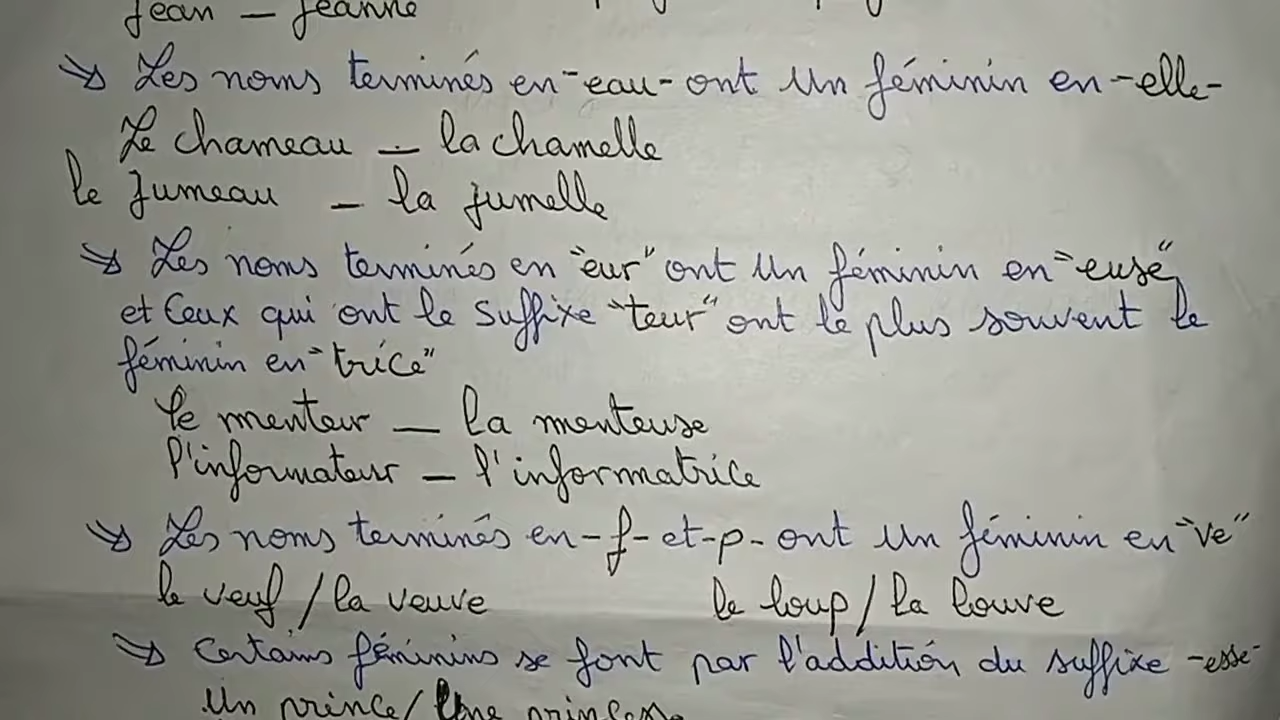 Jean – Jeanne
⇒ Les noms terminés en -eau- ont un féminin en -elle-
Le chameau – la chamelle
le jumeau – la jumelle
⇒ Les noms terminés en "eur" ont un féminin en "euse"
et ceux qui ont le suffixe "teur" ont le plus souvent le
féminin en "trice"
le menteur – la menteuse
l'informateur – l'informatrice
⇒ Les noms terminés en -f- et -p- ont un féminin en "ve"
le veuf / la veuve le loup / la louve
⇒ Certains féminins se font par l'addition du suffixe -esse-
Un prince / Une princesse